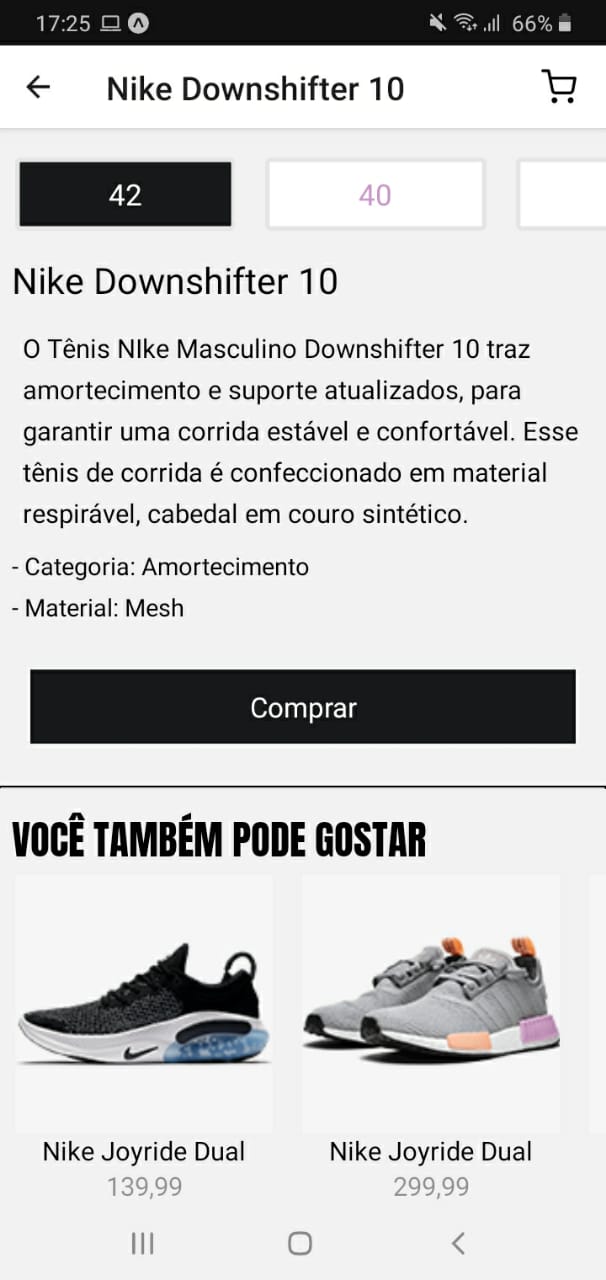 17:25 66%
Nike Downshifter 10
42 40
Nike Downshifter 10
O Tênis NIke Masculino Downshifter 10 traz
amortecimento e suporte atualizados, para
garantir uma corrida estável e confortável. Esse
tênis de corrida é confeccionado em material
respirável, cabedal em couro sintético.
- Categoria: Amortecimento
- Material: Mesh
Comprar
VOCÊ TAMBÉM PODE GOSTAR
Nike Joyride Dual Nike Joyride Dual
139,99 299,99